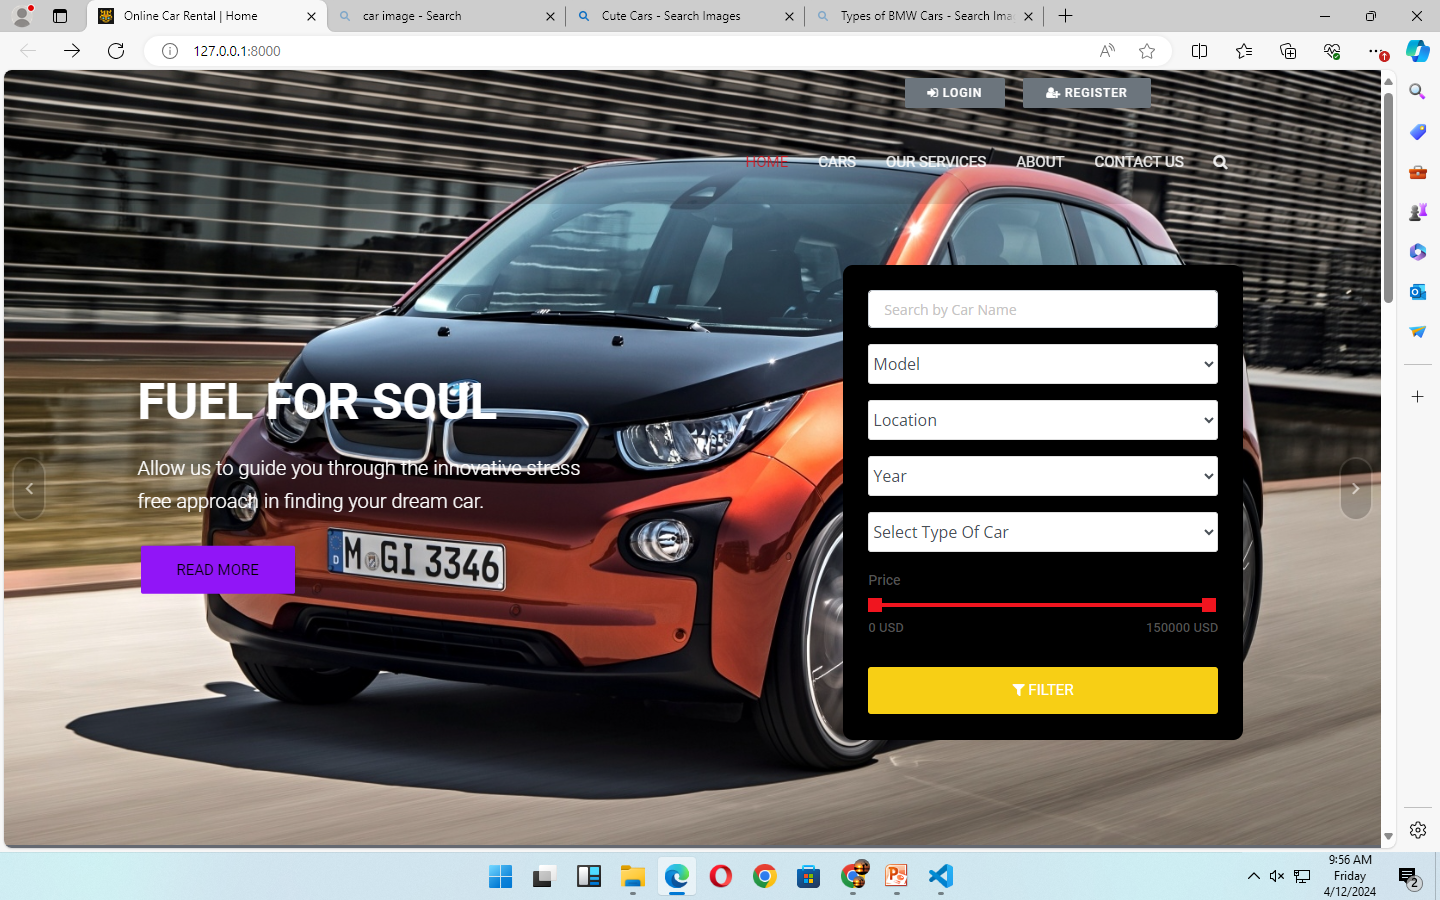 Online Car Rental | Home
car image - Search
Cute Cars - Search Images
Types of BMW Cars - Search Ima
127.0.0.1:8000
LOGIN
REGISTER
HOME
CARS
OUR SERVICES
ABOUT
CONTACT US
Search by Car Name
Model
Location
Year
Select Type Of Car
Price
0 USD
150000 USD
FILTER
FUEL FOR SOUL
Allow us to guide you through the innovative stress
free approach in finding your dream car.
READ MORE
D
M GI 3346
9:56 AM
Friday
4/12/2024
2